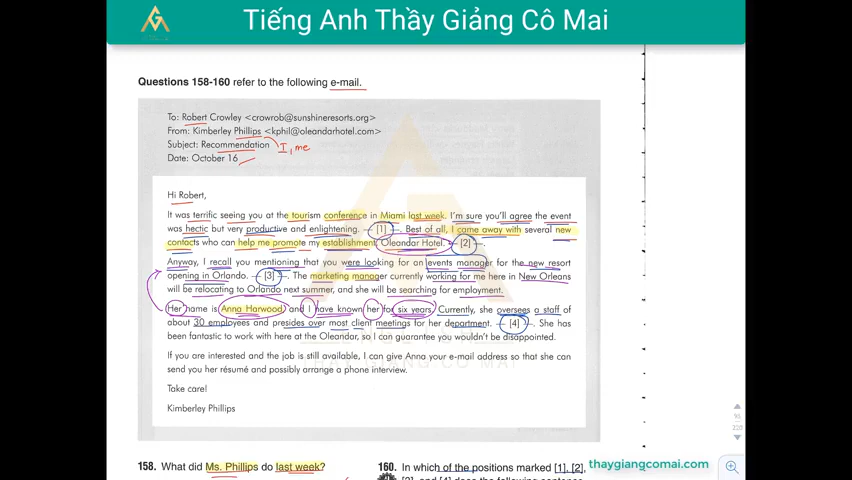 Tiếng Anh Thầy Giảng Cô Mai
Questions 158-160 refer to the following e-mail.
To: Robert Crowley <crowrob@sunshineresorts.org>
From: Kimberley Phillips <kphil@oleandarhotel.com>
Subject: Recommendation
I, me
Date: October 16
Hi Robert,
It was terrific seeing you at the tourism conference in Miami last week. I'm sure you'll agree the event
was hectic but very productive and enlightening. — [1] —. Best of all, I came away with several new
contacts who can help me promote my establishment, Oleandar Hotel. — [2] —.
Anyway, I recall you mentioning that you were looking for an events manager for the new resort
opening in Orlando. — [3] —. The marketing manager currently working for me here in New Orleans
will be relocating to Orlando next summer, and she will be searching for employment.
Her name is Anna Harwood and I have known her for six years. Currently, she oversees a staff of
about 30 employees and presides over most client meetings for her department. — [4] —. She has
been fantastic to work with here at the Oleandar, so I can guarantee you wouldn't be disappointed.
If you are interested and the job is still available, I can give Anna your e-mail address so that she can
send you her résumé and possibly arrange a phone interview.
THAY GIANG CO MAI
Take care!
Kimberley Phillips
158. What did Ms. Phillips do last week?
160. In which of the positions marked [1], [2],
[3], and [4] does the following sentence
thaygiangcomai.com